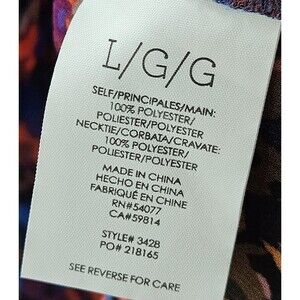 L/G/G
SELF/PRINCIPALES/MAIN:
100% POLYESTER/
POLIESTER/POLYESTER
NECKTIE/CORBATA/CRAVATE:
100% POLYESTER/
POLIESTER/POLYESTER
MADE IN CHINA
HECHO EN CHINA
FABRIQUÉ EN CHINE
RN#54077
CA#59814
STYLE# 3428
PO# 218165
SEE REVERSE FOR CARE